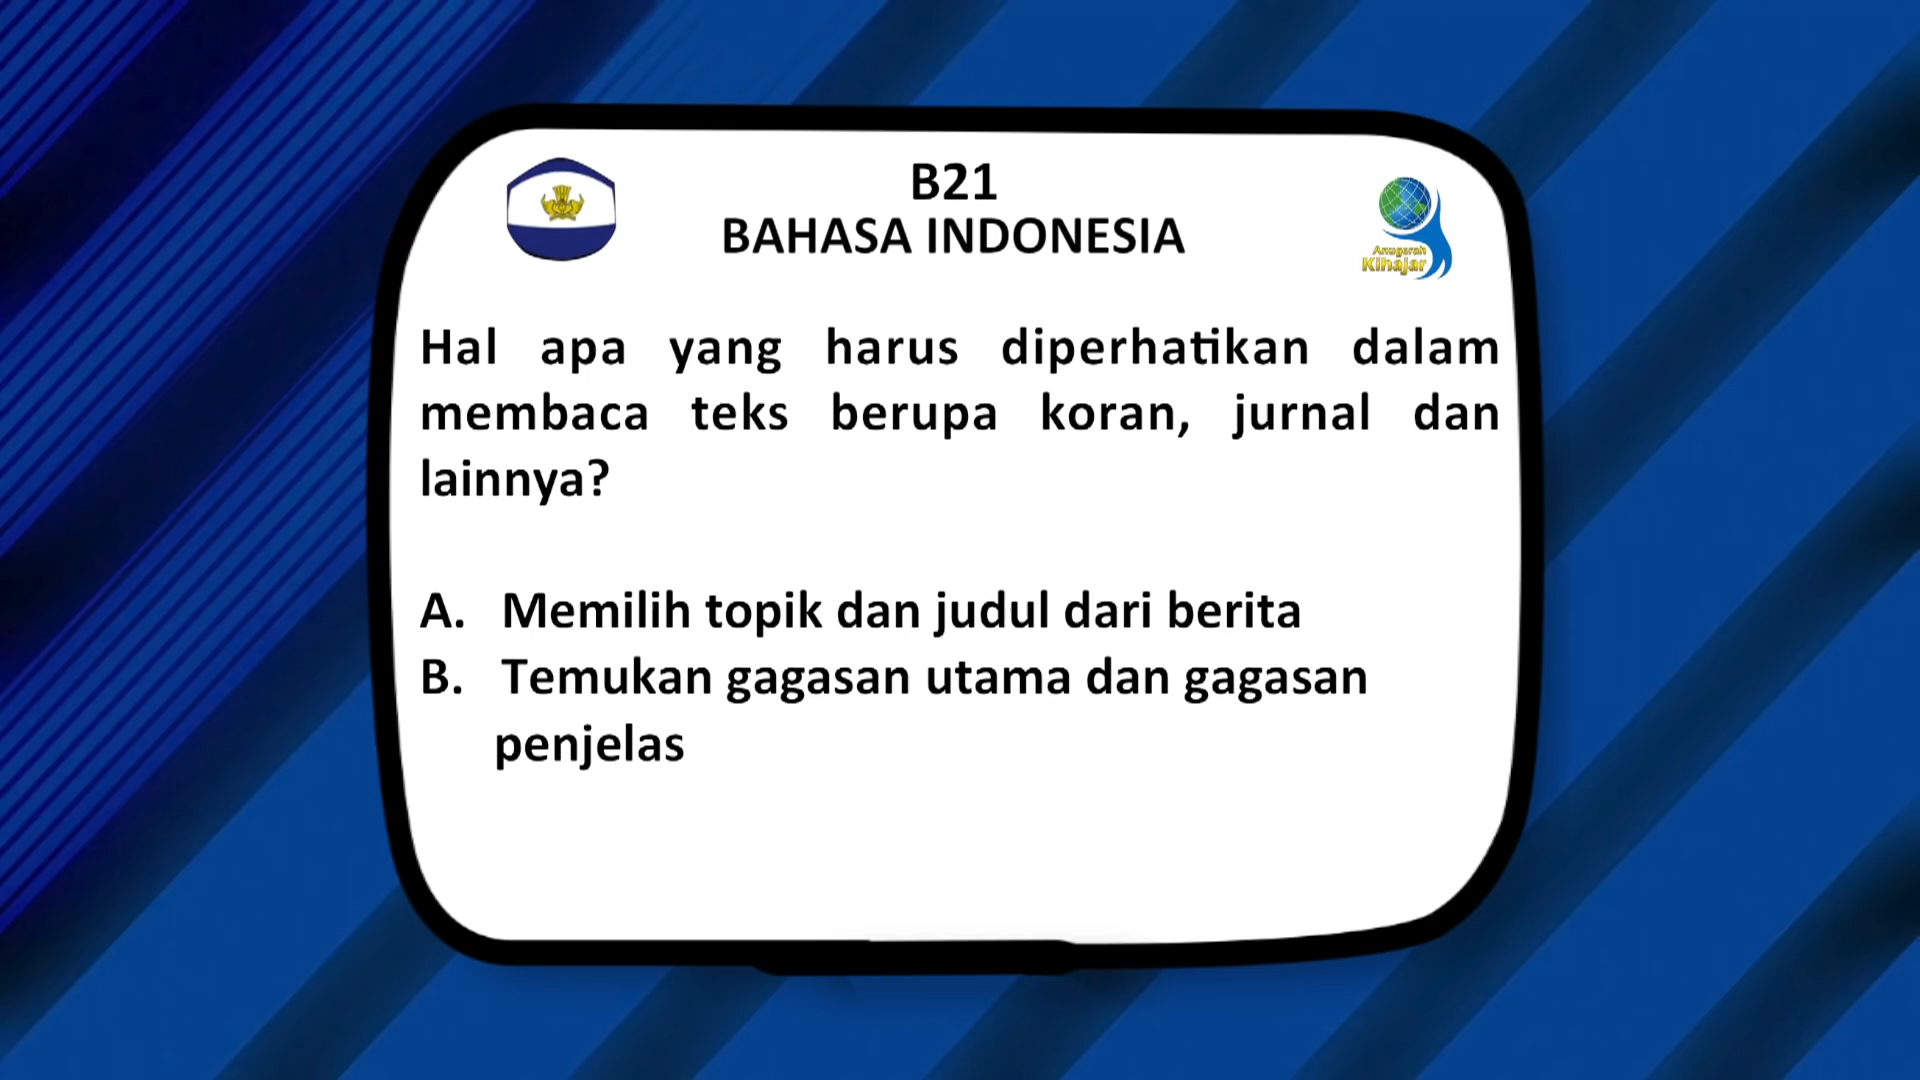 B21
BAHASA INDONESIA
Anugerah
Kihajar
Hal apa yang harus diperhatikan dalam
membaca teks berupa koran, jurnal dan
lainnya?
A. Memilih topik dan judul dari berita
B. Temukan gagasan utama dan gagasan
penjelas